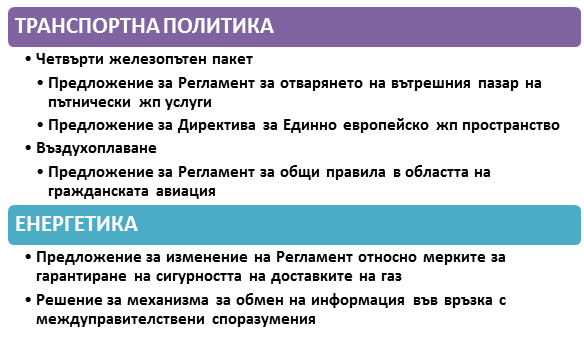 ТРАНСПОРТНА ПОЛИТИКА
• Четвърти железопътен пакет
• Предложение за Регламент за отварянето на вътрешния пазар на
пътнически жп услуги
• Предложение за Директива за Единно европейско жп пространство
• Въздухоплаване
• Предложение за Регламент за общи правила в областта на
гражданската авиация
ЕНЕРГЕТИКА
• Предложение за изменение на Регламент относно мерките за
гарантиране на сигурността на доставките на газ
• Решение за механизма за обмен на информация във връзка с
междуправителствени споразумения